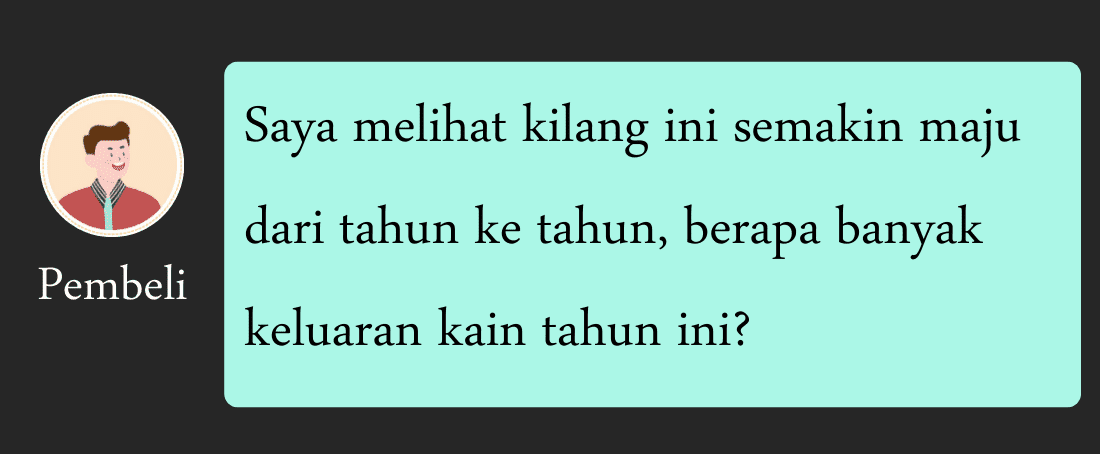 Saya melihat kilang ini semakin maju
dari tahun ke tahun, berapa banyak
keluaran kain tahun ini?
Pembeli